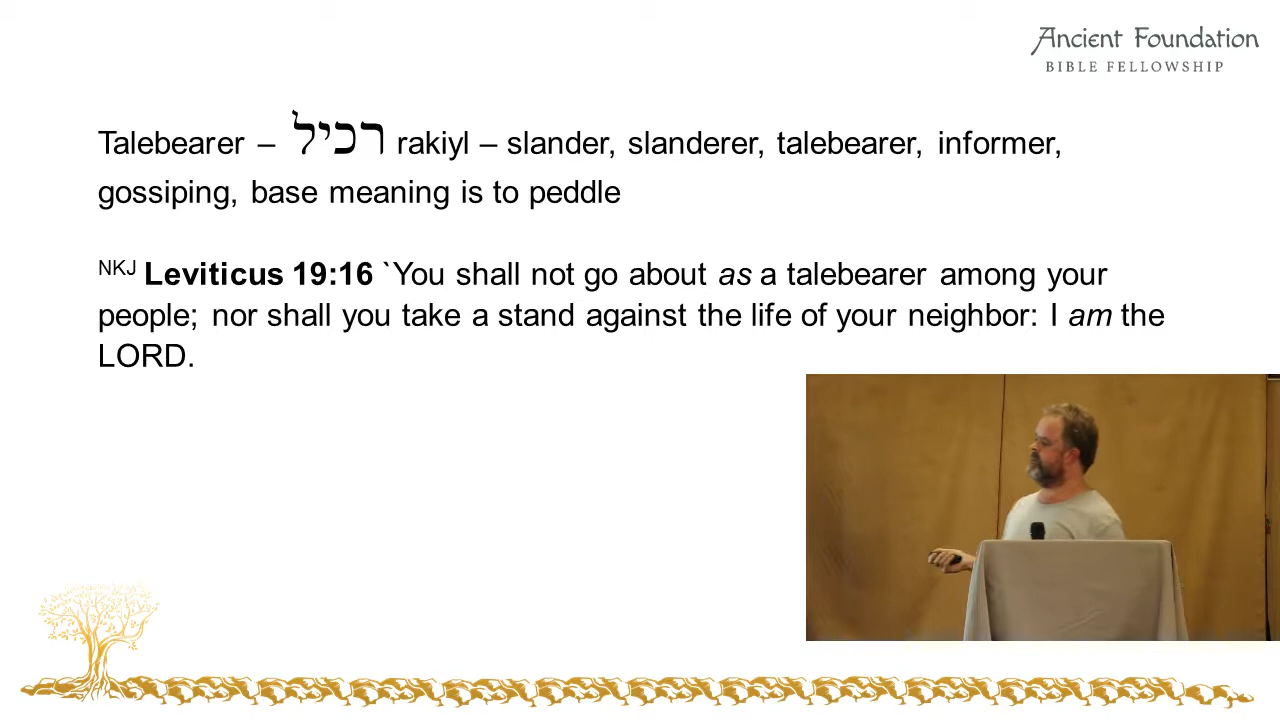 Ancient Foundation
BIBLE FELLOWSHIP
Talebearer – רכיל rakiyl – slander, slanderer, talebearer, informer,
gossiping, base meaning is to peddle
NKJ Leviticus 19:16 `You shall not go about as a talebearer among your
people; nor shall you take a stand against the life of your neighbor: I am the
LORD.